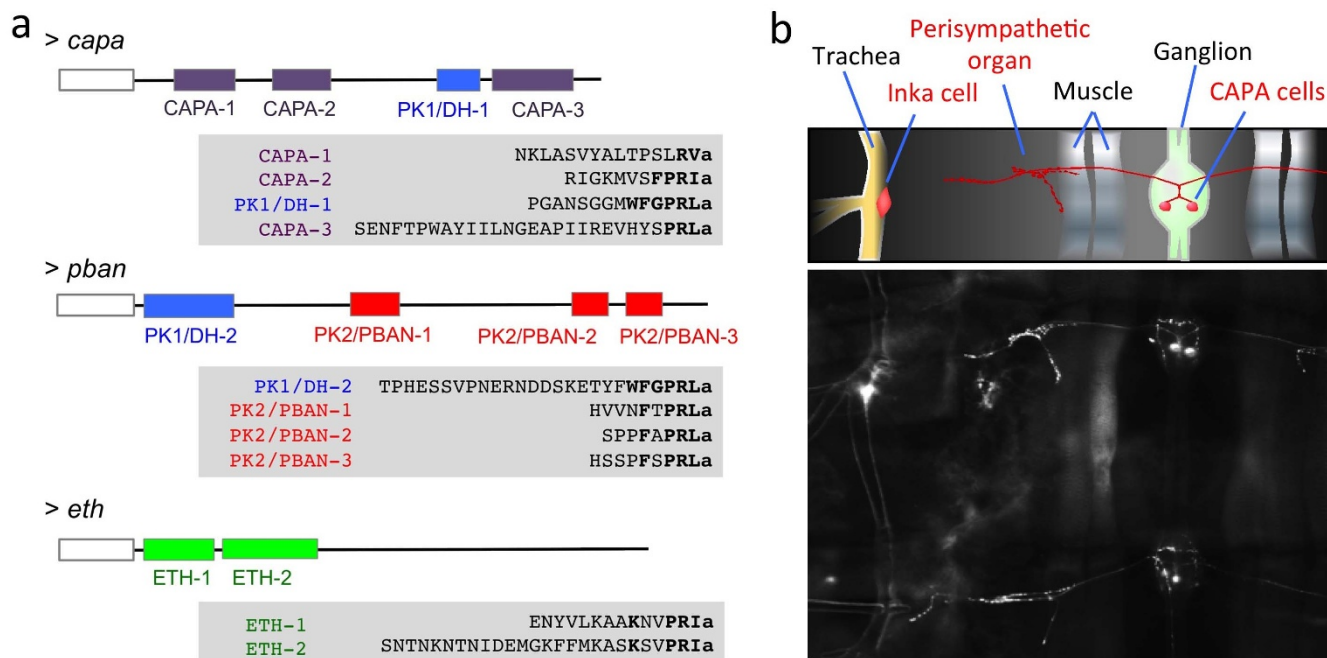 a
> capa
CAPA-1 CAPA-2 PK1/DH-1 CAPA-3
CAPA-1 NKLASVYALTPSLRVa
CAPA-2 RIGKMVSFPRIa
PK1/DH-1 PGANSGGMWFGPRLa
CAPA-3 SENFTPWAYIILNGEAPIIREVHYSPRLa
> pban
PK1/DH-2 PK2/PBAN-1 PK2/PBAN-2 PK2/PBAN-3
PK1/DH-2 TPHESSVPNERNDDSKETYFWFGPRLa
PK2/PBAN-1 HVVNFTPRLa
PK2/PBAN-2 SPPFAPRLa
PK2/PBAN-3 HSSPFSPRLa
> eth
ETH-1 ETH-2
ETH-1 ENYVLKAAKNVPRIa
ETH-2 SNTNKNTNIDEMGKFFMKASKSVPRIa
b
Trachea
Inka cell
Perisympathetic
organ
Muscle
Ganglion
CAPA cells